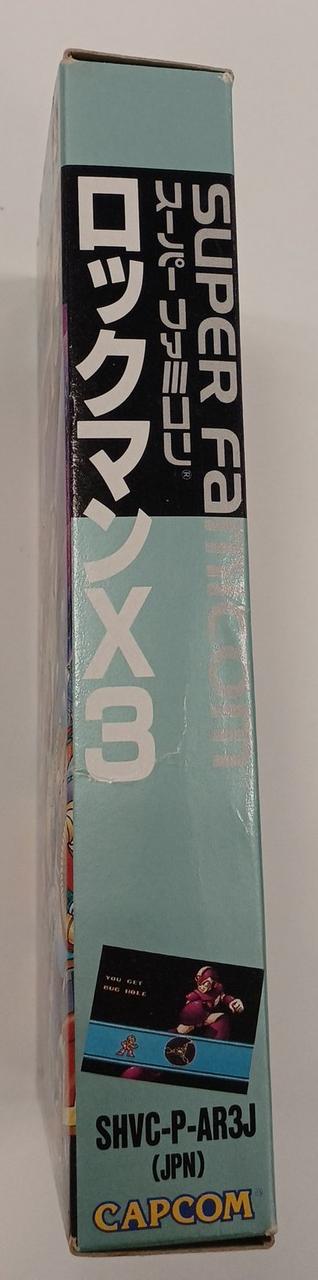 SUPER Famicom
スーパーファミコン®
ロックマンX3
YOU GET
BUG HOLE
SHVC-P-AR3J
(JPN)
CAPCOM®